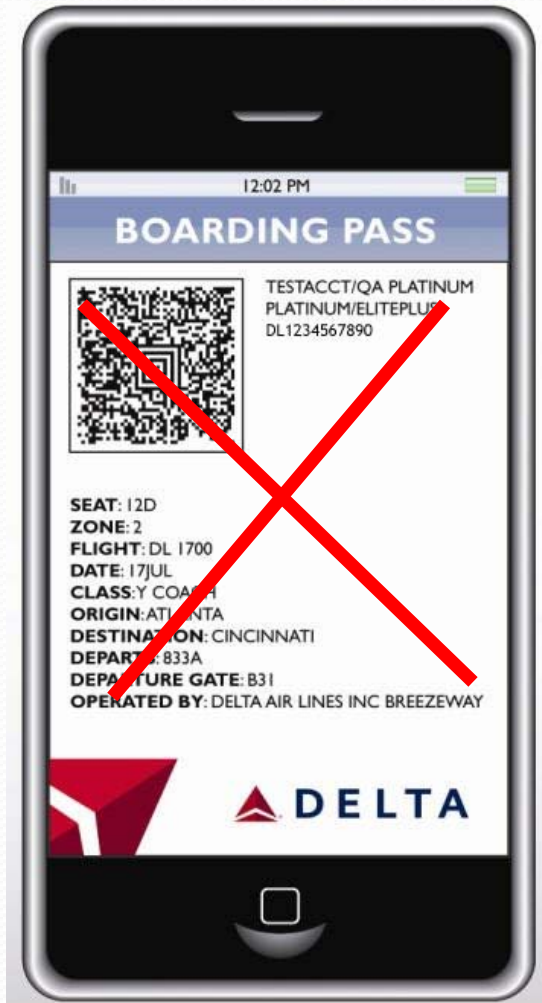 12:02 PM
BOARDING PASS
TESTACCT/QA PLATINUM
PLATINUM/ELITEPLUS
DL1234567890
SEAT: 12D
ZONE: 2
FLIGHT: DL 1700
DATE: 17JUL
CLASS:Y COACH
ORIGIN:ATLANTA
DESTINATION: CINCINNATI
DEPARTS: 833A
DEPARTURE GATE: B31
OPERATED BY: DELTA AIR LINES INC BREEZEWAY
DELTA